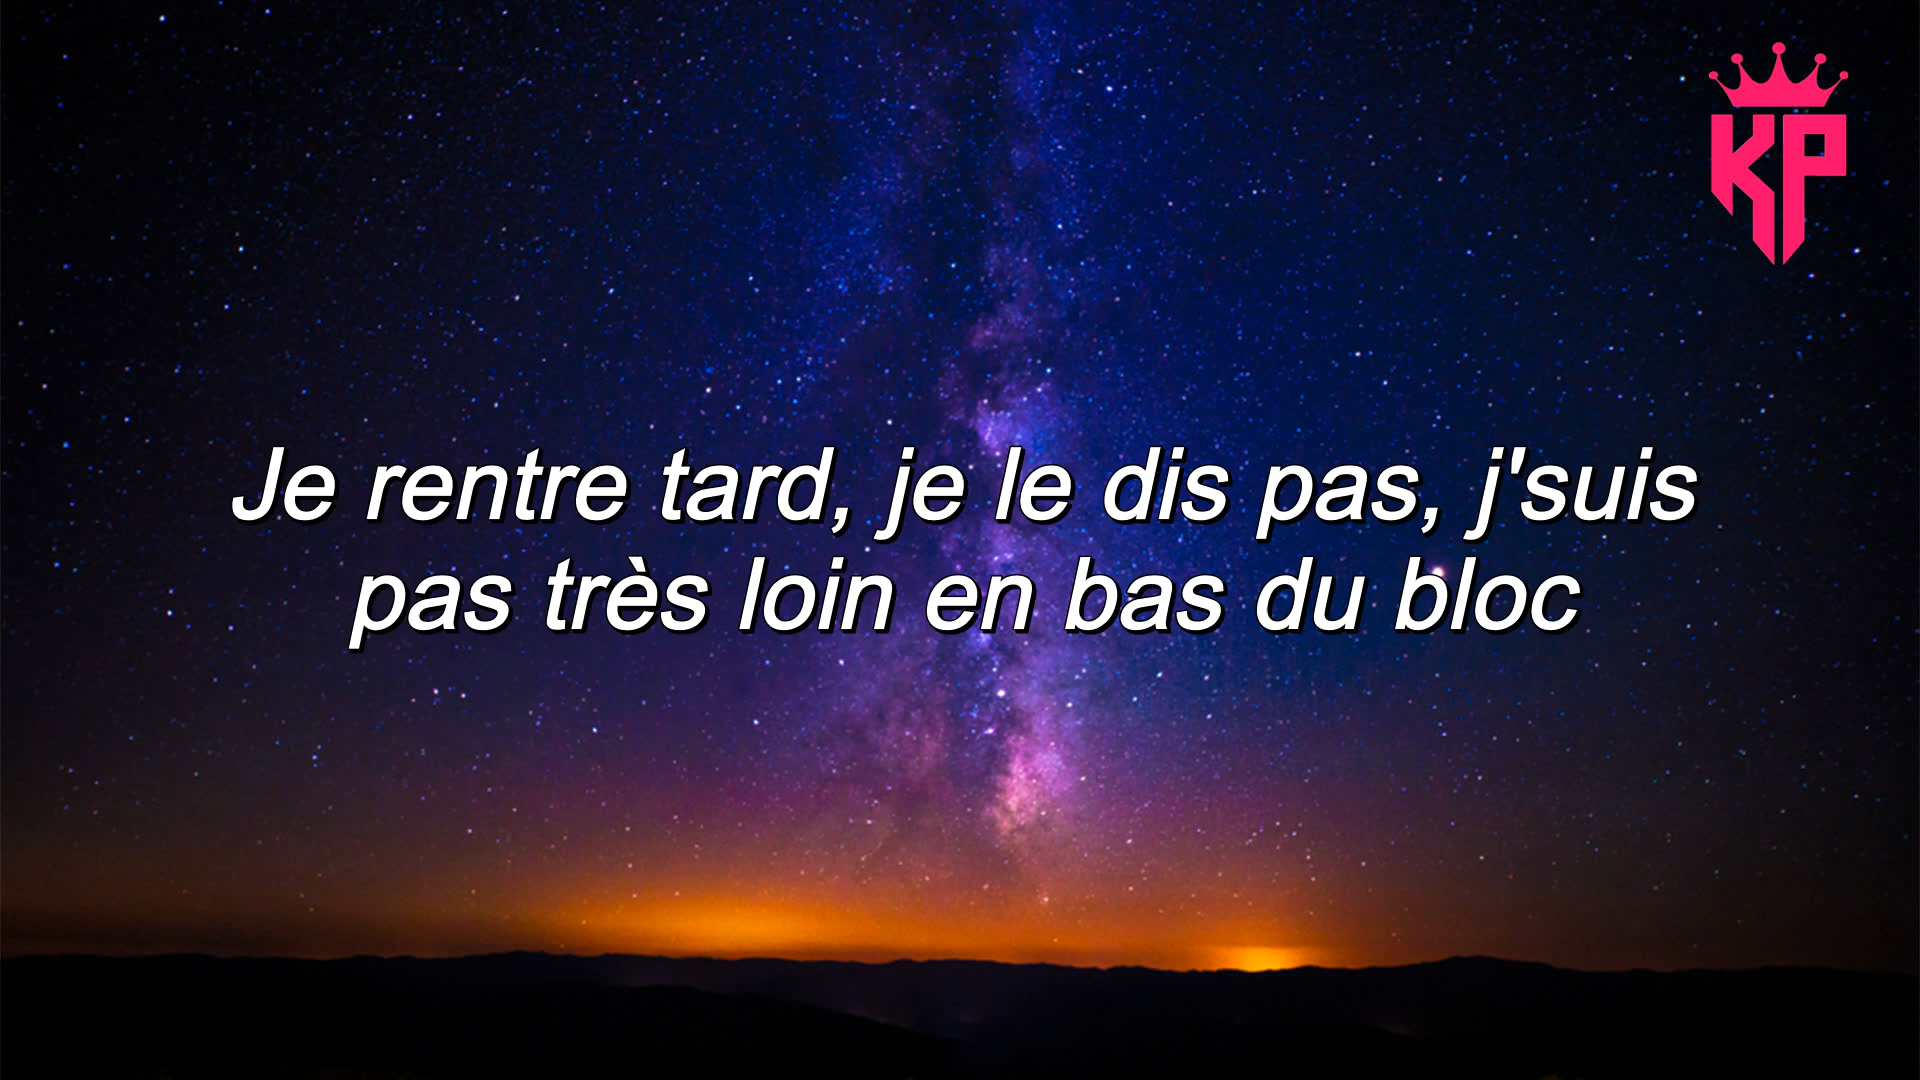 KP
Je rentre tard, je le dis pas, j'suis
pas très loin en bas du bloc